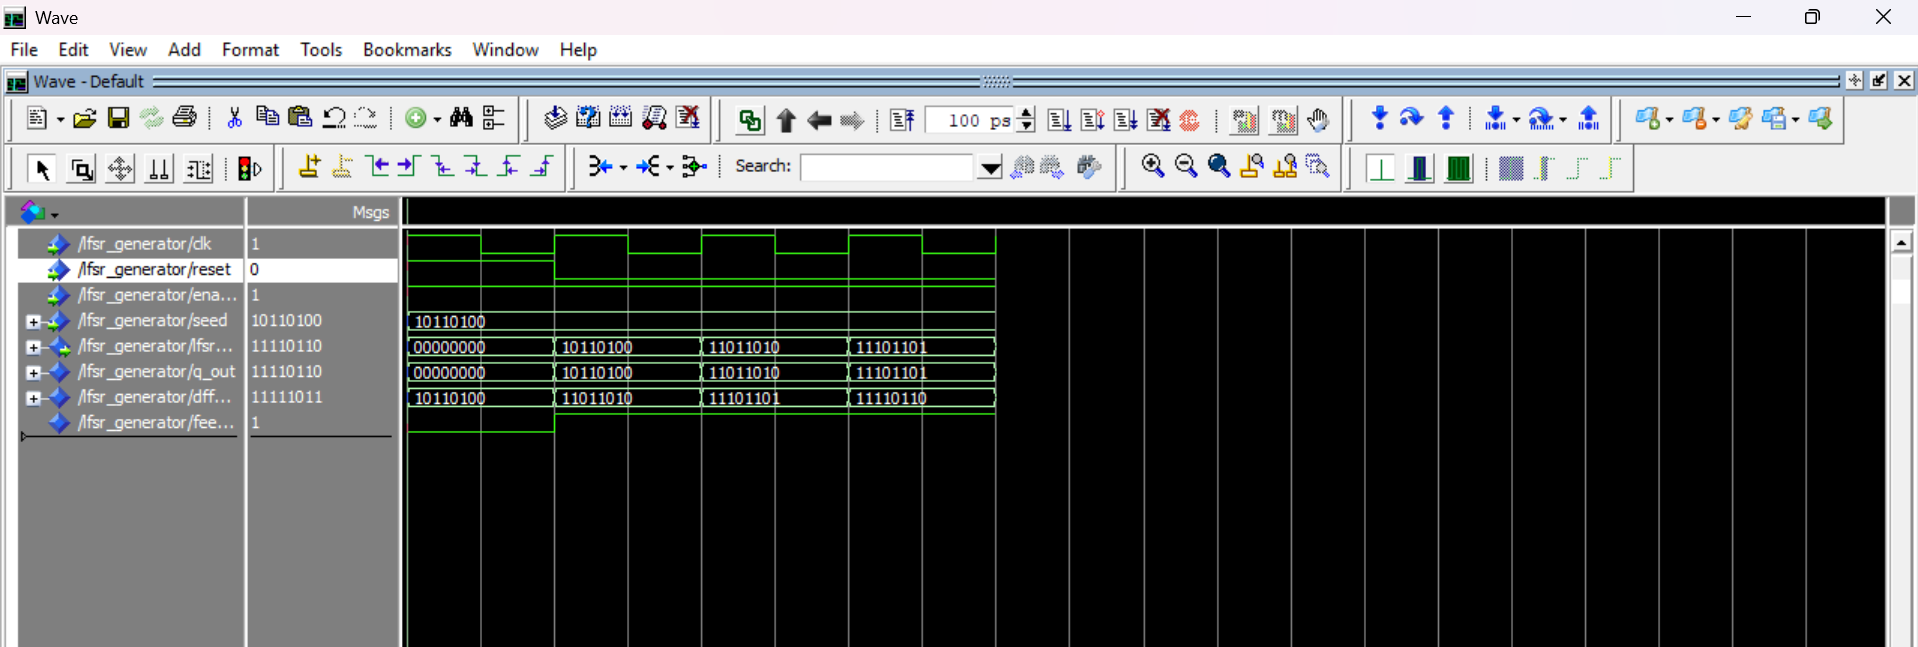 Wave
File Edit View Add Format Tools Bookmarks Window Help
Wave - Default
100 ps
Search:
Msgs
/lfsr_generator/clk 1
/lfsr_generator/reset 0
/lfsr_generator/ena... 1
/lfsr_generator/seed 10110100 10110100
/lfsr_generator/lfsr... 11110110 00000000 10110100 11011010 11101101
/lfsr_generator/q_out 11110110 00000000 10110100 11011010 11101101
/lfsr_generator/dff... 11111011 10110100 11011010 11101101 11110110
/lfsr_generator/fee... 1